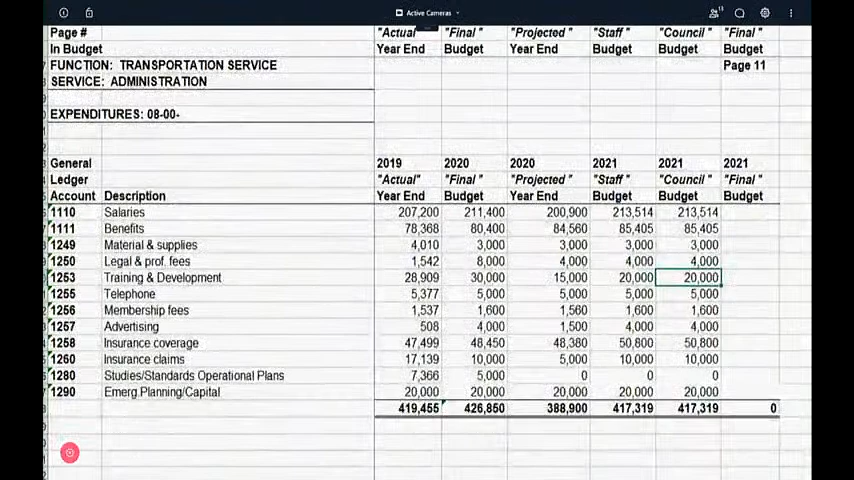 Active Cameras
11
Page # "Actual" "Final" "Projected" "Staff" "Council" "Final"
In Budget Year End Budget Year End Budget Budget Budget
FUNCTION: TRANSPORTATION SERVICE Page 11
SERVICE: ADMINISTRATION
EXPENDITURES: 08-00-
General 2019 2020 2020 2021 2021 2021
Ledger "Actual" "Final" "Projected" "Staff" "Council" "Final"
Account Description Year End Budget Year End Budget Budget Budget
1110 Salaries 207,200 211,400 200,900 213,514 213,514
1111 Benefits 78,368 80,400 84,560 85,405 85,405
1249 Material & supplies 4,010 3,000 3,000 3,000 3,000
1250 Legal & prof. fees 1,542 8,000 4,000 4,000 4,000
1253 Training & Development 28,909 30,000 15,000 20,000 20,000
1255 Telephone 5,377 5,000 5,000 5,000 5,000
1256 Membership fees 1,537 1,600 1,560 1,600 1,600
1257 Advertising 508 4,000 1,500 4,000 4,000
1258 Insurance coverage 47,499 48,450 48,380 50,800 50,800
1260 Insurance claims 17,139 10,000 5,000 10,000 10,000
1280 Studies/Standards Operational Plans 7,366 5,000 0 0 0
1290 Emerg.Planning/Capital 20,000 20,000 20,000 20,000 20,000
419,455 426,850 388,900 417,319 417,319 0